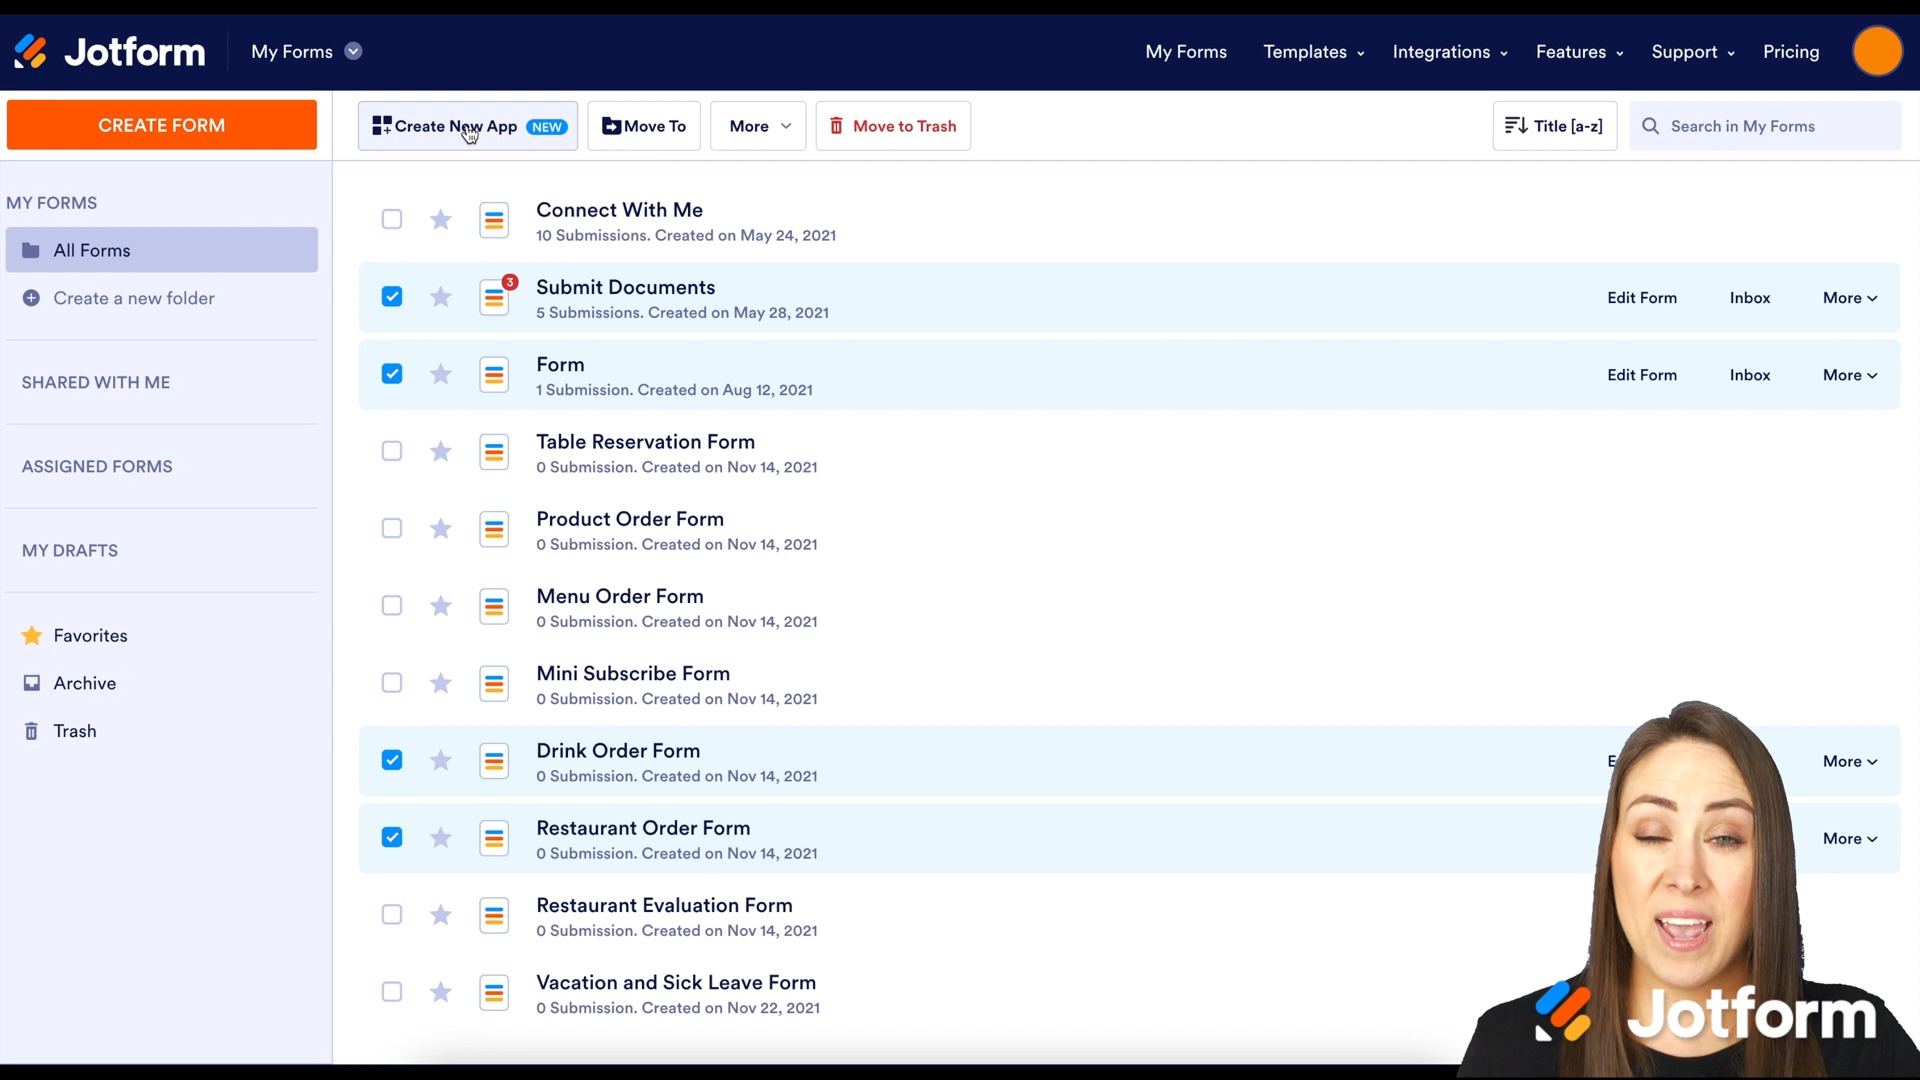 Jotform
My Forms
My Forms
Templates
Integrations
Features
Support
Pricing
CREATE FORM
Create New App NEW
Move To
More
Move to Trash
Title [a-z]
Search in My Forms
MY FORMS
All Forms
Create a new folder
SHARED WITH ME
ASSIGNED FORMS
MY DRAFTS
Favorites
Archive
Trash
Connect With Me
10 Submissions. Created on May 24, 2021
3
Submit Documents
5 Submissions. Created on May 28, 2021
Edit Form
Inbox
More
Form
1 Submission. Created on Aug 12, 2021
Edit Form
Inbox
More
Table Reservation Form
0 Submission. Created on Nov 14, 2021
Product Order Form
0 Submission. Created on Nov 14, 2021
Menu Order Form
0 Submission. Created on Nov 14, 2021
Mini Subscribe Form
0 Submission. Created on Nov 14, 2021
Drink Order Form
0 Submission. Created on Nov 14, 2021
More
Restaurant Order Form
0 Submission. Created on Nov 14, 2021
More
Restaurant Evaluation Form
0 Submission. Created on Nov 14, 2021
Vacation and Sick Leave Form
0 Submission. Created on Nov 22, 2021
Jotform